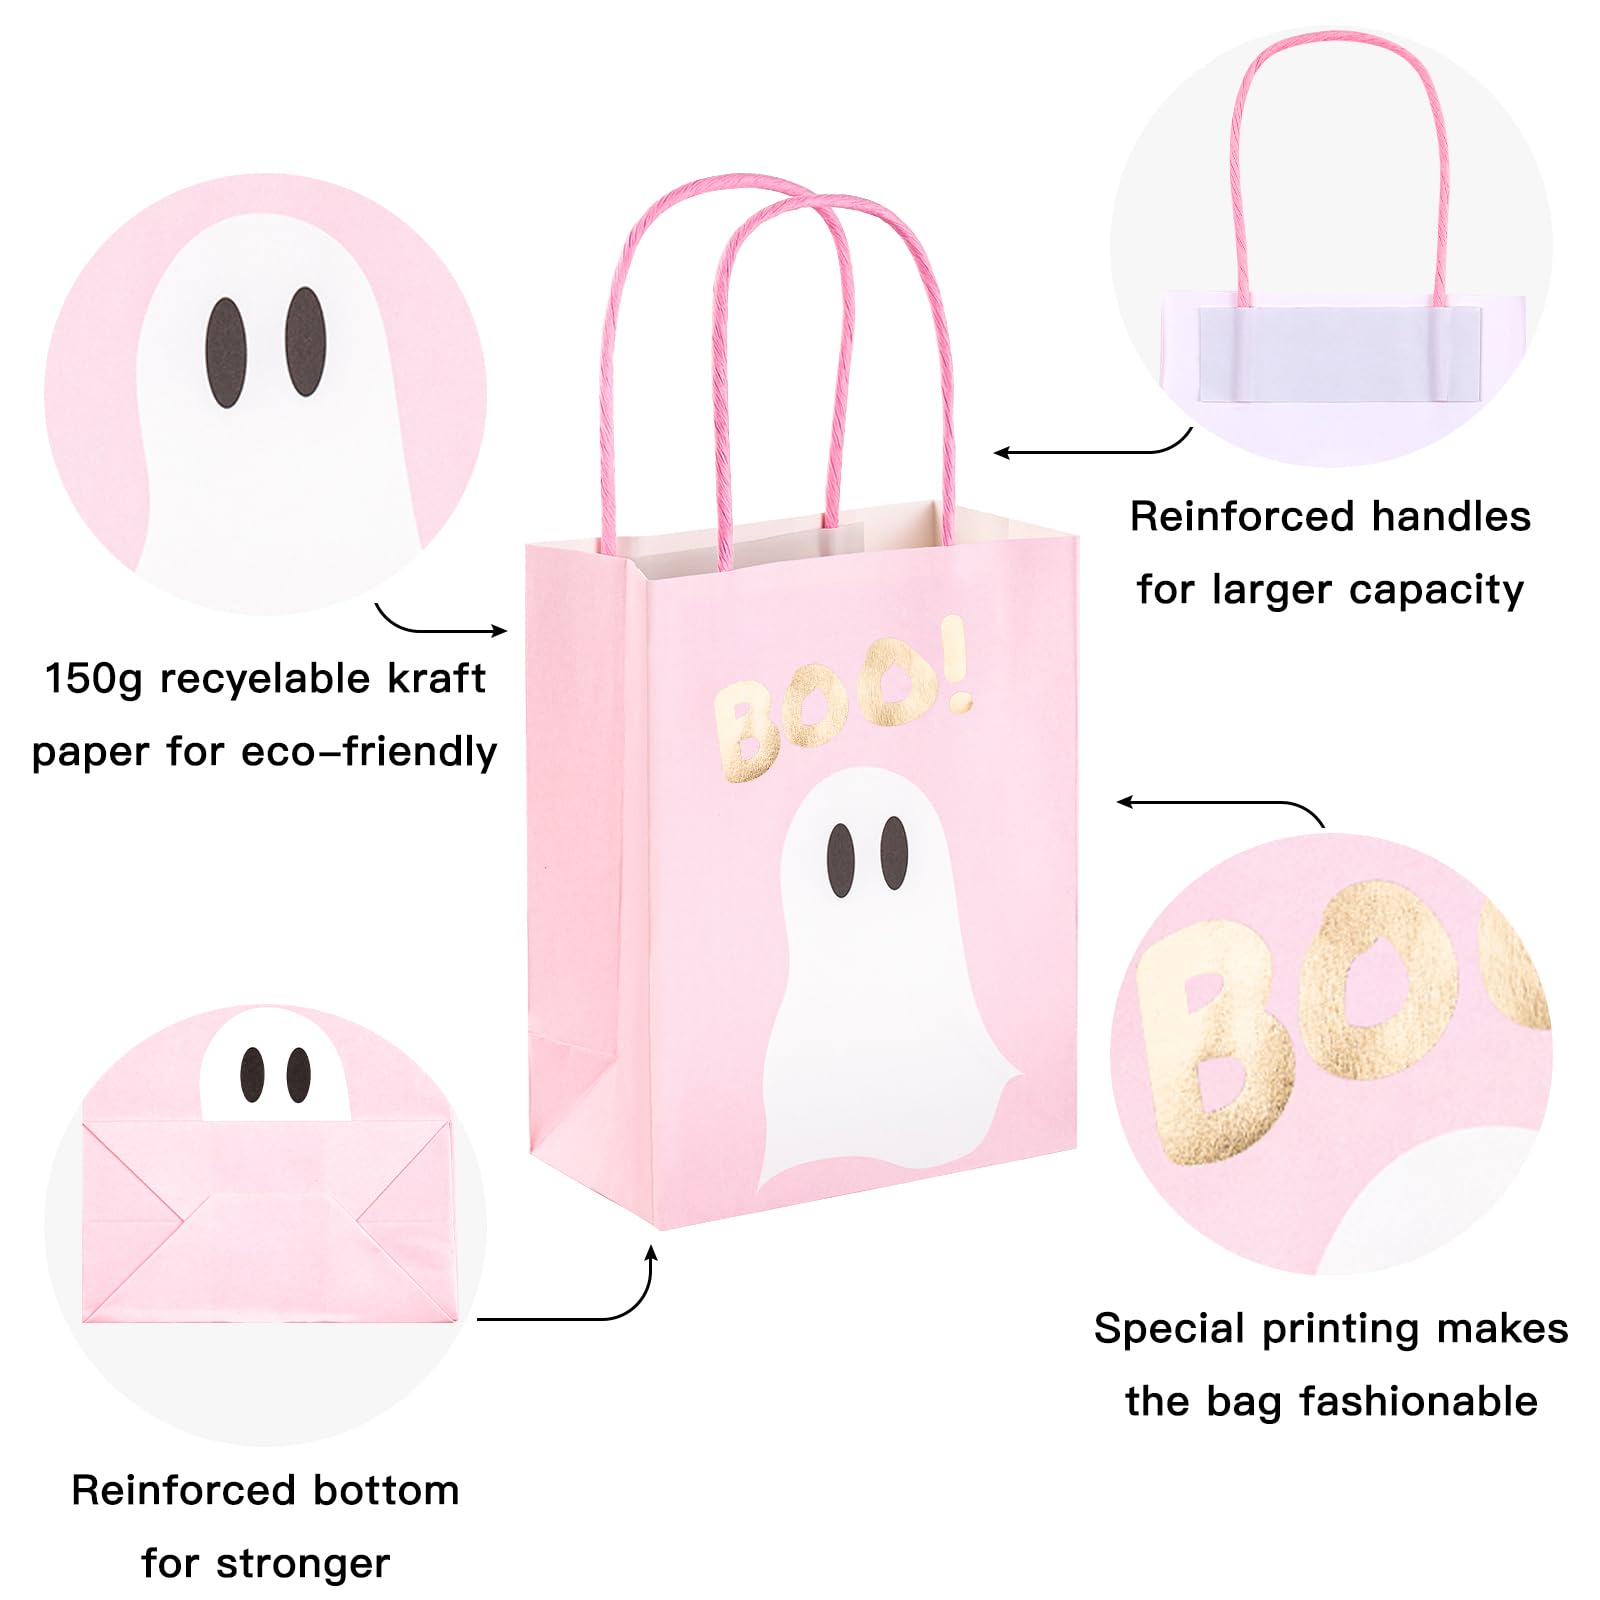 Reinforced handles
for larger capacity
150g recyelable kraft
paper for eco-friendly
BOO!
BOO
Special printing makes
the bag fashionable
Reinforced bottom
for stronger